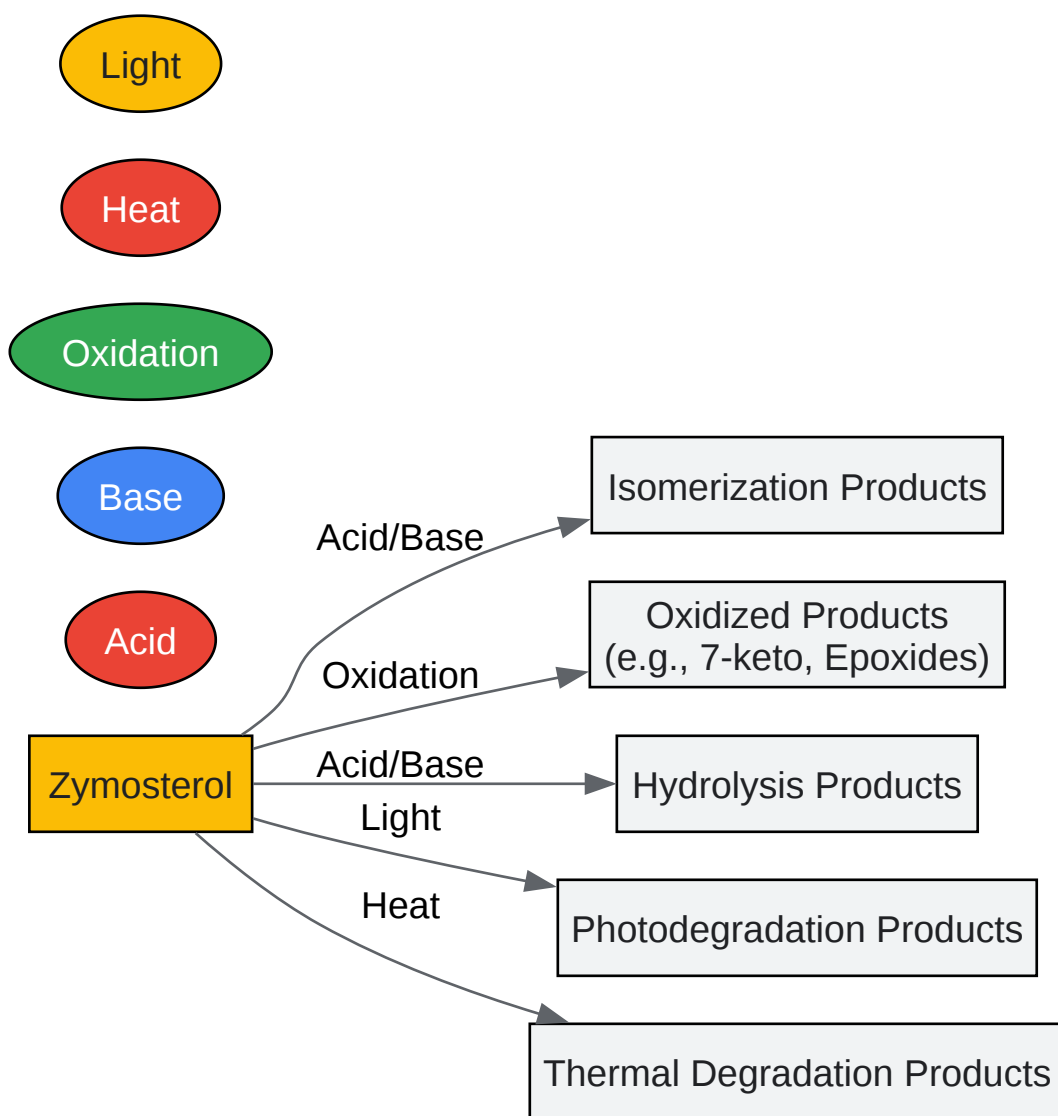 Light
Heat
Oxidation
Base
Acid
Zymosterol
Acid/Base
Oxidation
Acid/Base
Light
Heat
Isomerization Products
Oxidized Products
(e.g., 7-keto, Epoxides)
Hydrolysis Products
Photodegradation Products
Thermal Degradation Products